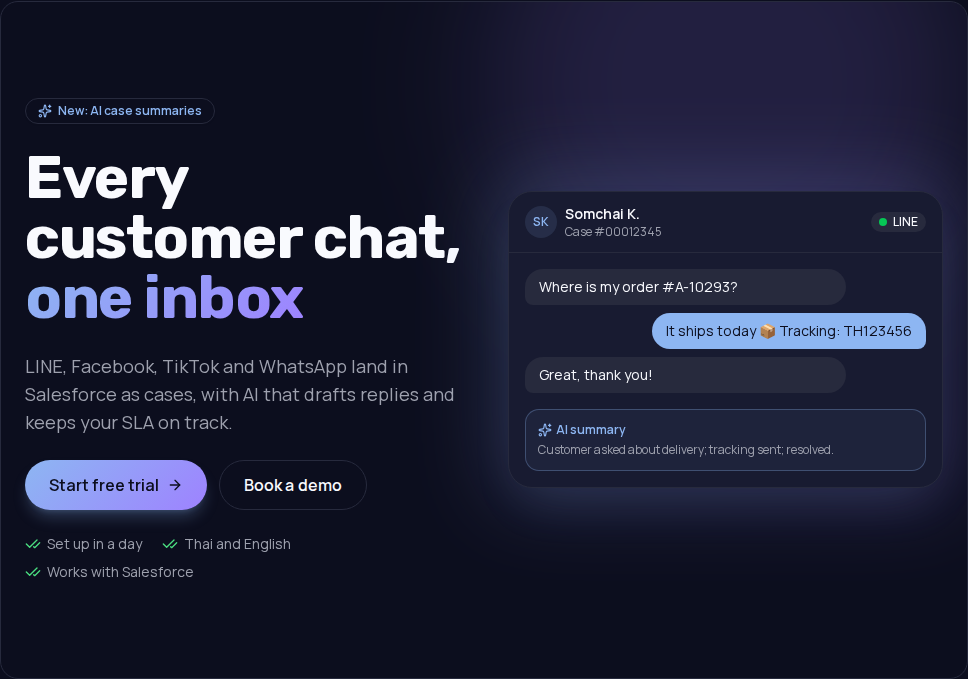 New: AI case summaries
Every
customer chat,
one inbox
LINE, Facebook, TikTok and WhatsApp land in
Salesforce as cases, with AI that drafts replies and
keeps your SLA on track.
Start free trial →
Book a demo
Set up in a day
Thai and English
Works with Salesforce
SK
Somchai K.
Case #00012345
LINE
Where is my order #A-10293?
It ships today 📦 Tracking: TH123456
Great, thank you!
AI summary
Customer asked about delivery; tracking sent; resolved.